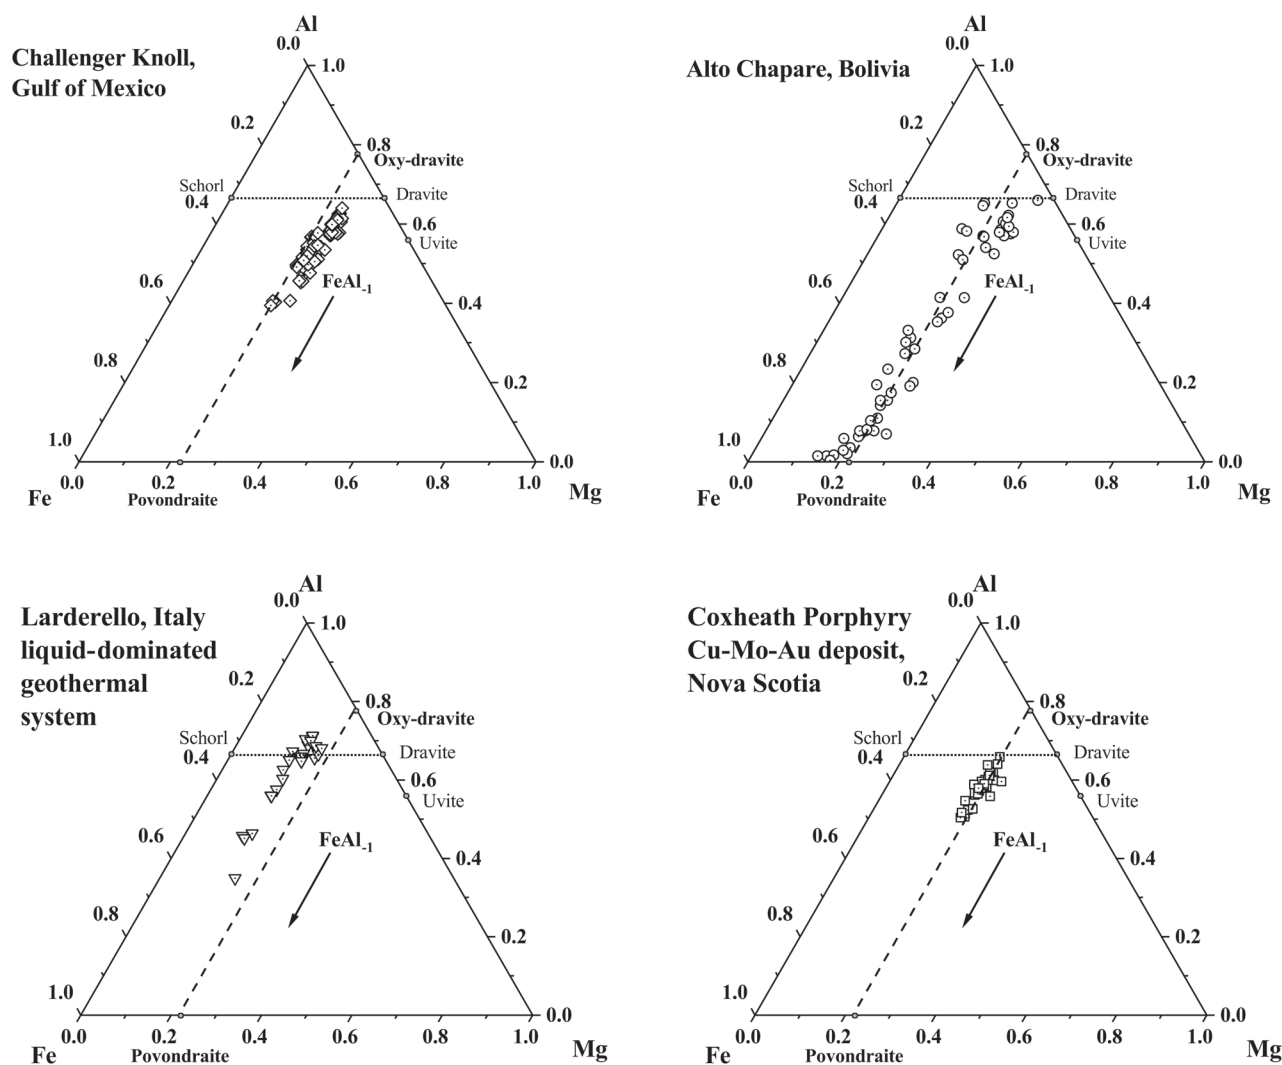 Challenger Knoll,
Gulf of Mexico
Al
0.0
1.0
0.2
0.8
Oxy-dravite
Schorl
0.4
Dravite
0.6
Uvite
0.6
FeAl-1
0.4
0.8
0.2
1.0
0.0
0.0 0.2 0.4 0.6 0.8 1.0
Fe Povondraite Mg
Alto Chapare, Bolivia
Al
0.0
1.0
0.2
0.8
Oxy-dravite
Schorl
0.4
Dravite
0.6
Uvite
0.6
FeAl-1
0.4
0.8
0.2
1.0
0.0
0.0 0.2 0.4 0.6 0.8 1.0
Fe Povondraite Mg
Larderello, Italy
liquid-dominated
geothermal
system
Al
0.0
1.0
0.2
0.8
Oxy-dravite
Schorl
0.4
Dravite
0.6
Uvite
0.6
FeAl-1
0.4
0.8
0.2
1.0
0.0
0.0 0.2 0.4 0.6 0.8 1.0
Fe Povondraite Mg
Coxheath Porphyry
Cu-Mo-Au deposit,
Nova Scotia
Al
0.0
1.0
0.2
0.8
Oxy-dravite
Schorl
0.4
Dravite
0.6
Uvite
0.6
FeAl-1
0.4
0.8
0.2
1.0
0.0
0.0 0.2 0.4 0.6 0.8 1.0
Fe Povondraite Mg